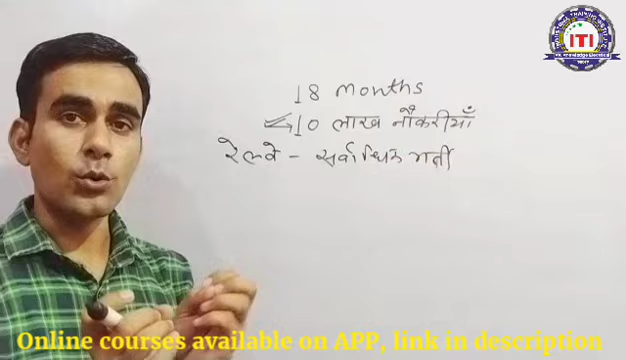 ITI
18 Months
10 लाख नौकरीयाँ
रेलवे - सर्वाधिक भर्ती
Online courses available on APP, link in description